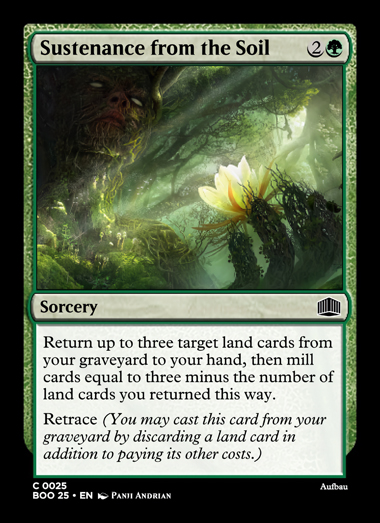 Sustenance from the Soil 2
Sorcery
Return up to three target land cards from
your graveyard to your hand, then mill
cards equal to three minus the number of
land cards you returned this way.
Retrace (You may cast this card from your
graveyard by discarding a land card in
addition to paying its other costs.)
C 0025
BOO 25 • EN Panji Andrian
Aufbau